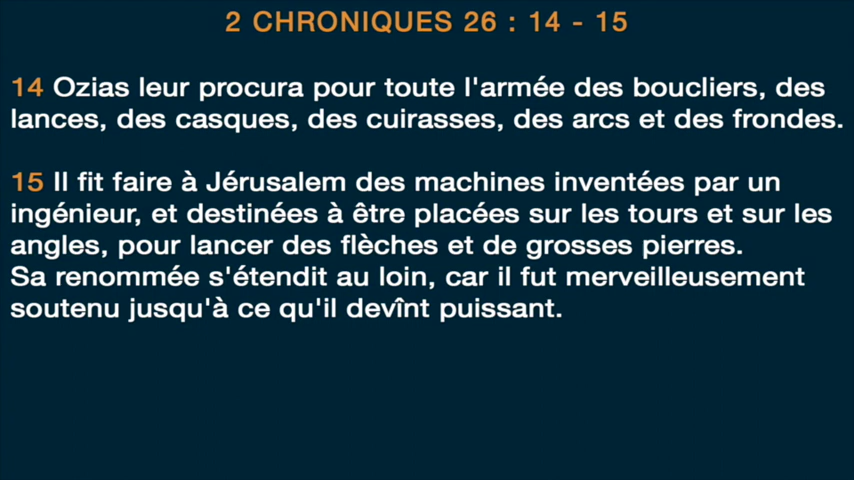 2 CHRONIQUES 26 : 14 - 15
14 Ozias leur procura pour toute l'armée des boucliers, des
lances, des casques, des cuirasses, des arcs et des frondes.
15 Il fit faire à Jérusalem des machines inventées par un
ingénieur, et destinées à être placées sur les tours et sur les
angles, pour lancer des flèches et de grosses pierres.
Sa renommée s'étendit au loin, car il fut merveilleusement
soutenu jusqu'à ce qu'il devînt puissant.